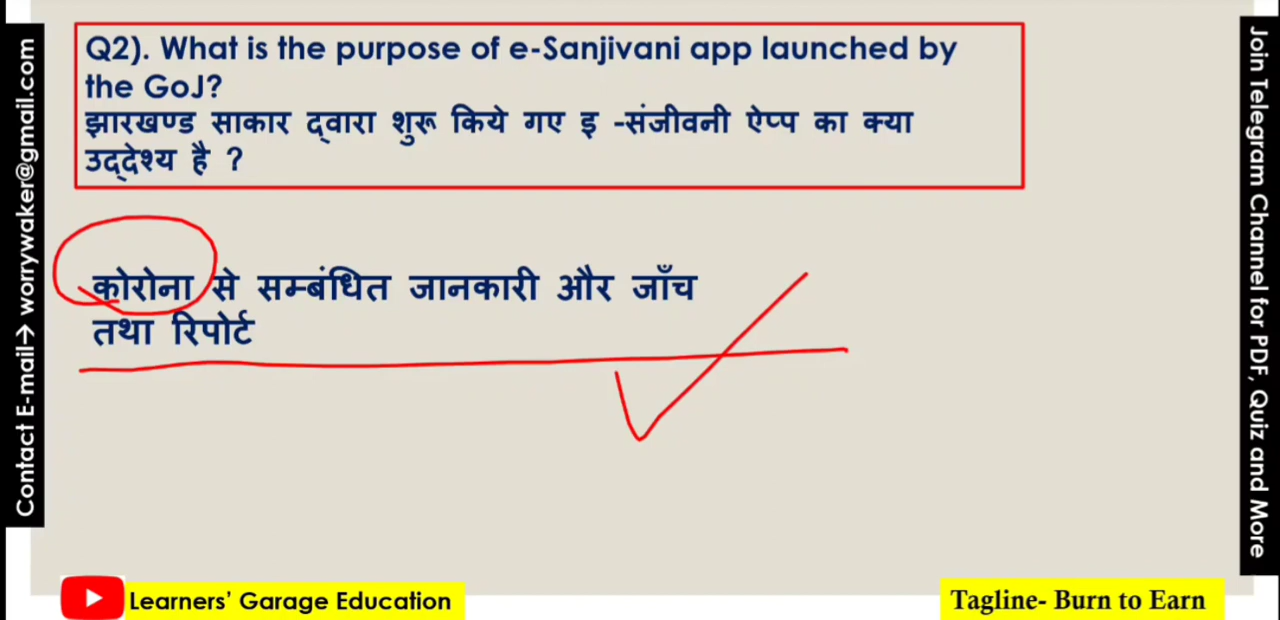 Q2). What is the purpose of e-Sanjivani app launched by
the GoJ?
झारखण्ड साकार द्वारा शुरू किये गए इ -संजीवनी ऐप्प का क्या
उद्देश्य है ?
कोरोना से सम्बंधित जानकारी और जाँच
तथा रिपोर्ट
Contact E-mail→ worrywaker@gmail.com
Join Telegram Channel for PDF, Quiz and More
Learners’ Garage Education
Tagline- Burn to Earn